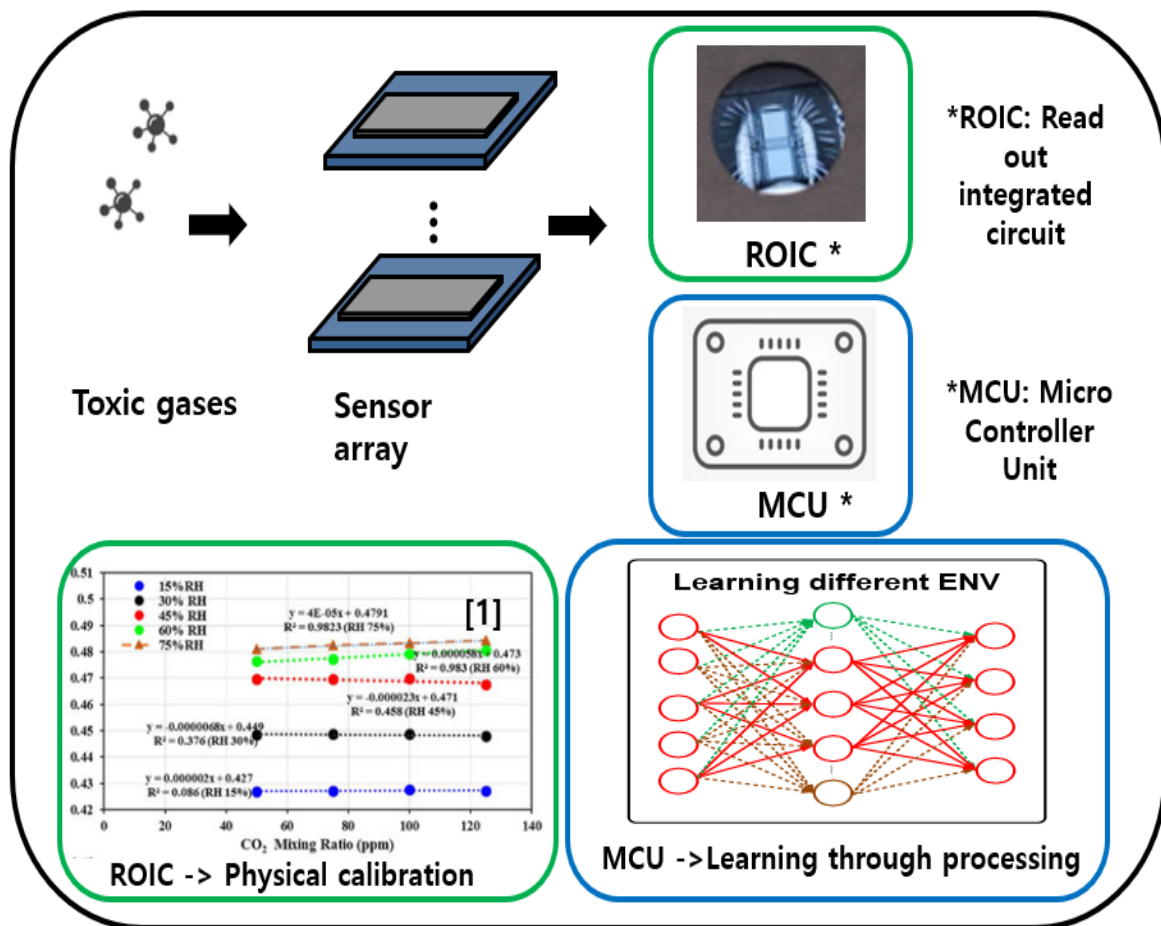 *ROIC: Read
out
integrated
circuit
ROIC *
Toxic gases
Sensor
array
*MCU: Micro
Controller
Unit
MCU *
0.51
0.5
0.49
0.48
0.47
0.46
0.45
0.44
0.43
0.42
15%RH
30% RH
45% RH
60% RH
75%RH
[1]
y = 4E-05x + 0.4791
R² = 0.9823 (RH 75%)
y = 0.000058x + 0.473
R² = 0.983 (RH 60%)
y = -0.000023x + 0.471
R² = 0.458 (RH 45%)
y = -0.0000068x + 0.449
R² = 0.376 (RH 30%)
y = 0.000002x + 0.427
R² = 0.086 (RH 15%)
0 20 40 60 80 100 120 140
CO₂ Mixing Ratio (ppm)
ROIC -> Physical calibration
Learning different ENV
MCU ->Learning through processing